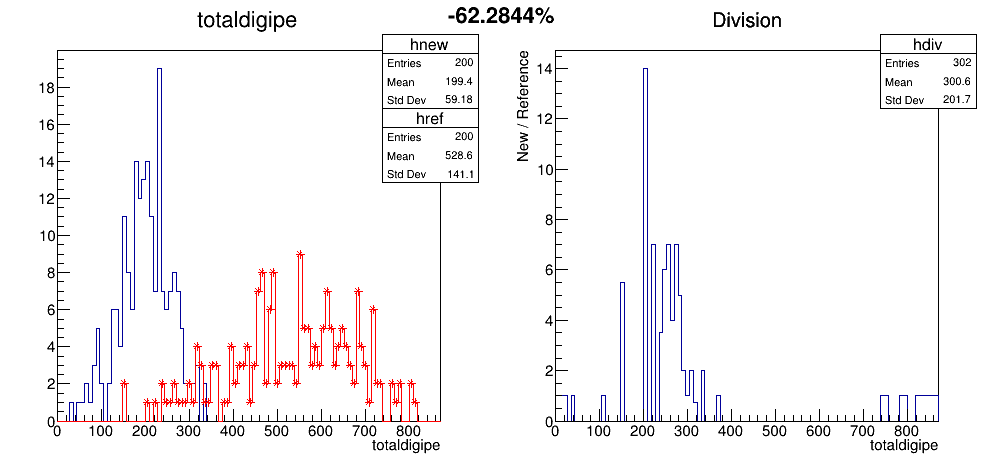 totaldigipe
-62.2844%
Division
hnew
Entries 200
Mean 199.4
Std Dev 59.18
href
Entries 200
Mean 528.6
Std Dev 141.1
18
16
14
12
10
8
6
4
2
0
0 100 200 300 400 500 600 700 800
totaldigipe
hdiv
Entries 302
Mean 300.6
Std Dev 201.7
New / Reference
14
12
10
8
6
4
2
0
0 100 200 300 400 500 600 700 800
totaldigipe